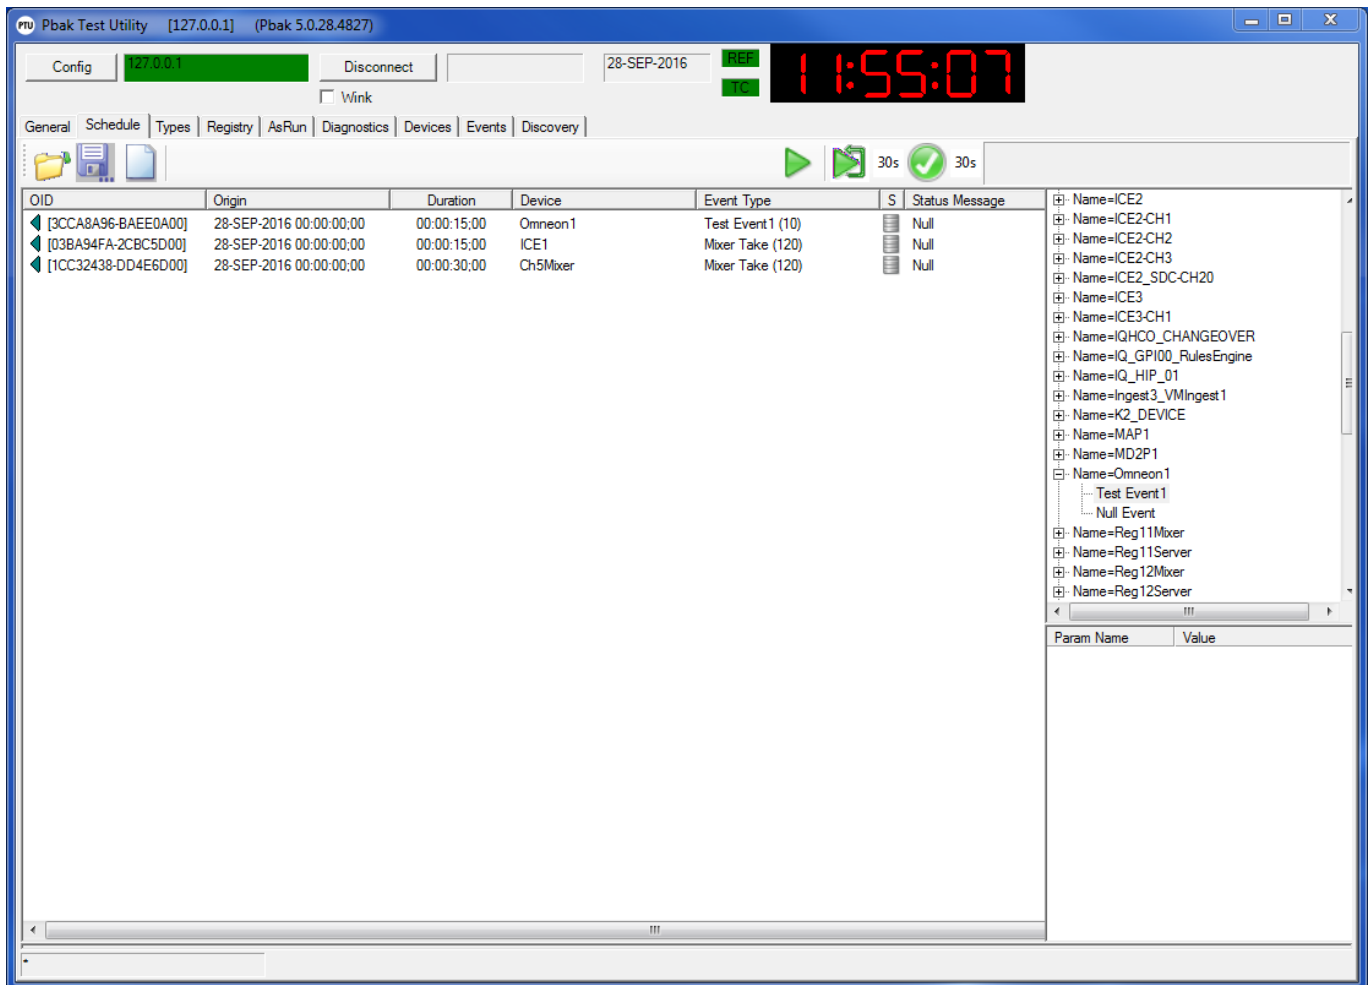 PTU Pbak Test Utility [127.0.0.1] (Pbak 5.0.28.4827)
Config 127.0.0.1 Disconnect 28-SEP-2016 REF 11:55:07
Wink TC
General Schedule Types Registry AsRun Diagnostics Devices Events Discovery
30s 30s
OID Origin Duration Device Event Type S Status Message
[3CCA8A96-BAEE0A00] 28-SEP-2016 00:00:00;00 00:00:15;00 Omneon1 Test Event1 (10) Null
[03BA94FA-2CBC5D00] 28-SEP-2016 00:00:00;00 00:00:15;00 ICE1 Mixer Take (120) Null
[1CC32438-DD4E6D00] 28-SEP-2016 00:00:00;00 00:00:30;00 Ch5Mixer Mixer Take (120) Null
Name=ICE2
Name=ICE2-CH1
Name=ICE2-CH2
Name=ICE2-CH3
Name=ICE2_SDC-CH20
Name=ICE3
Name=ICE3-CH1
Name=IQHCO_CHANGEOVER
Name=IQ_GPI00_RulesEngine
Name=IQ_HIP_01
Name=Ingest3_VMIngest1
Name=K2_DEVICE
Name=MAP1
Name=MD2P1
Name=Omneon1
Test Event1
Null Event
Name=Reg11Mixer
Name=Reg11Server
Name=Reg12Mixer
Name=Reg12Server
Param Name Value